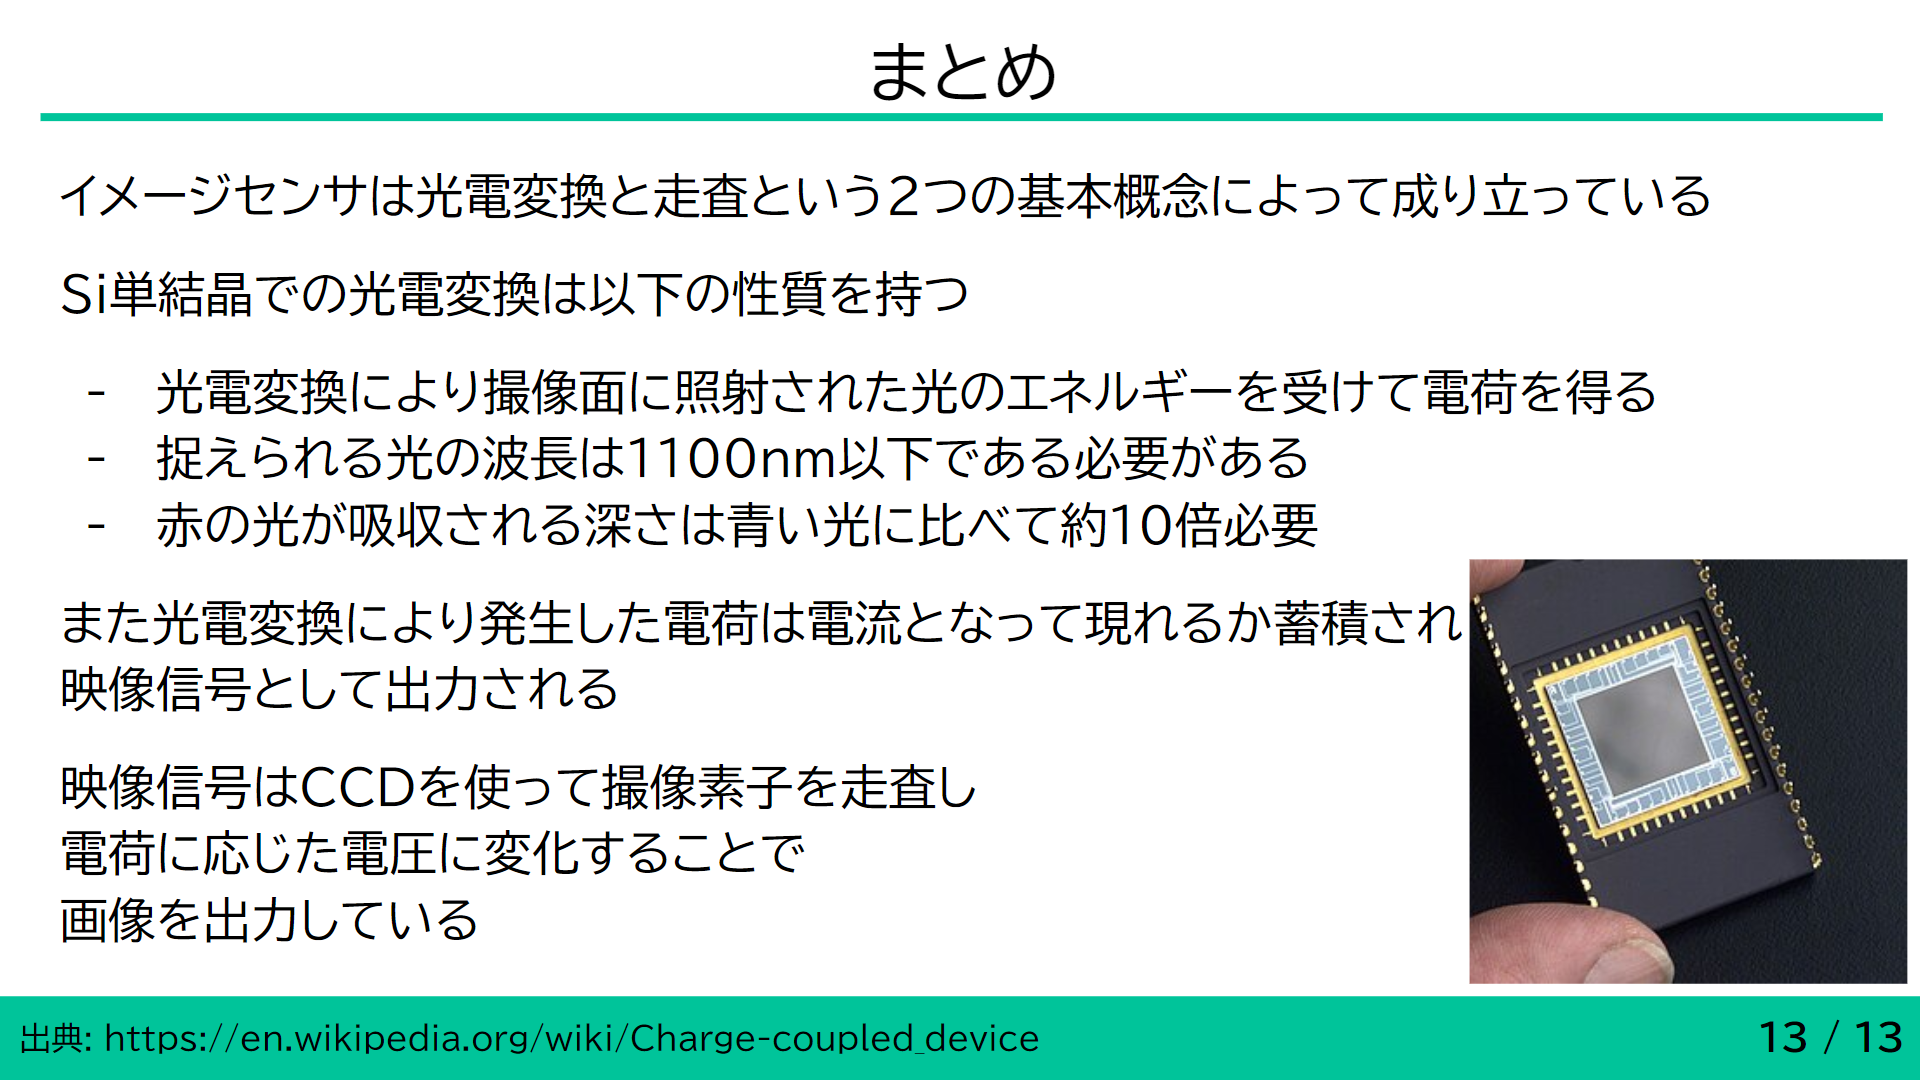 まとめ
イメージセンサは光電変換と走査という2つの基本概念によって成り立っている
Si単結晶での光電変換は以下の性質を持つ
- 光電変換により撮像面に照射された光のエネルギーを受けて電荷を得る
- 捉えられる光の波長は1100nm以下である必要がある
- 赤の光が吸収される深さは青い光に比べて約10倍必要
また光電変換により発生した電荷は電流となって現れるか蓄積され
映像信号として出力される
映像信号はCCDを使って撮像素子を走査し
電荷に応じた電圧に変化することで
画像を出力している
出典: https://en.wikipedia.org/wiki/Charge-coupled_device
13 / 13